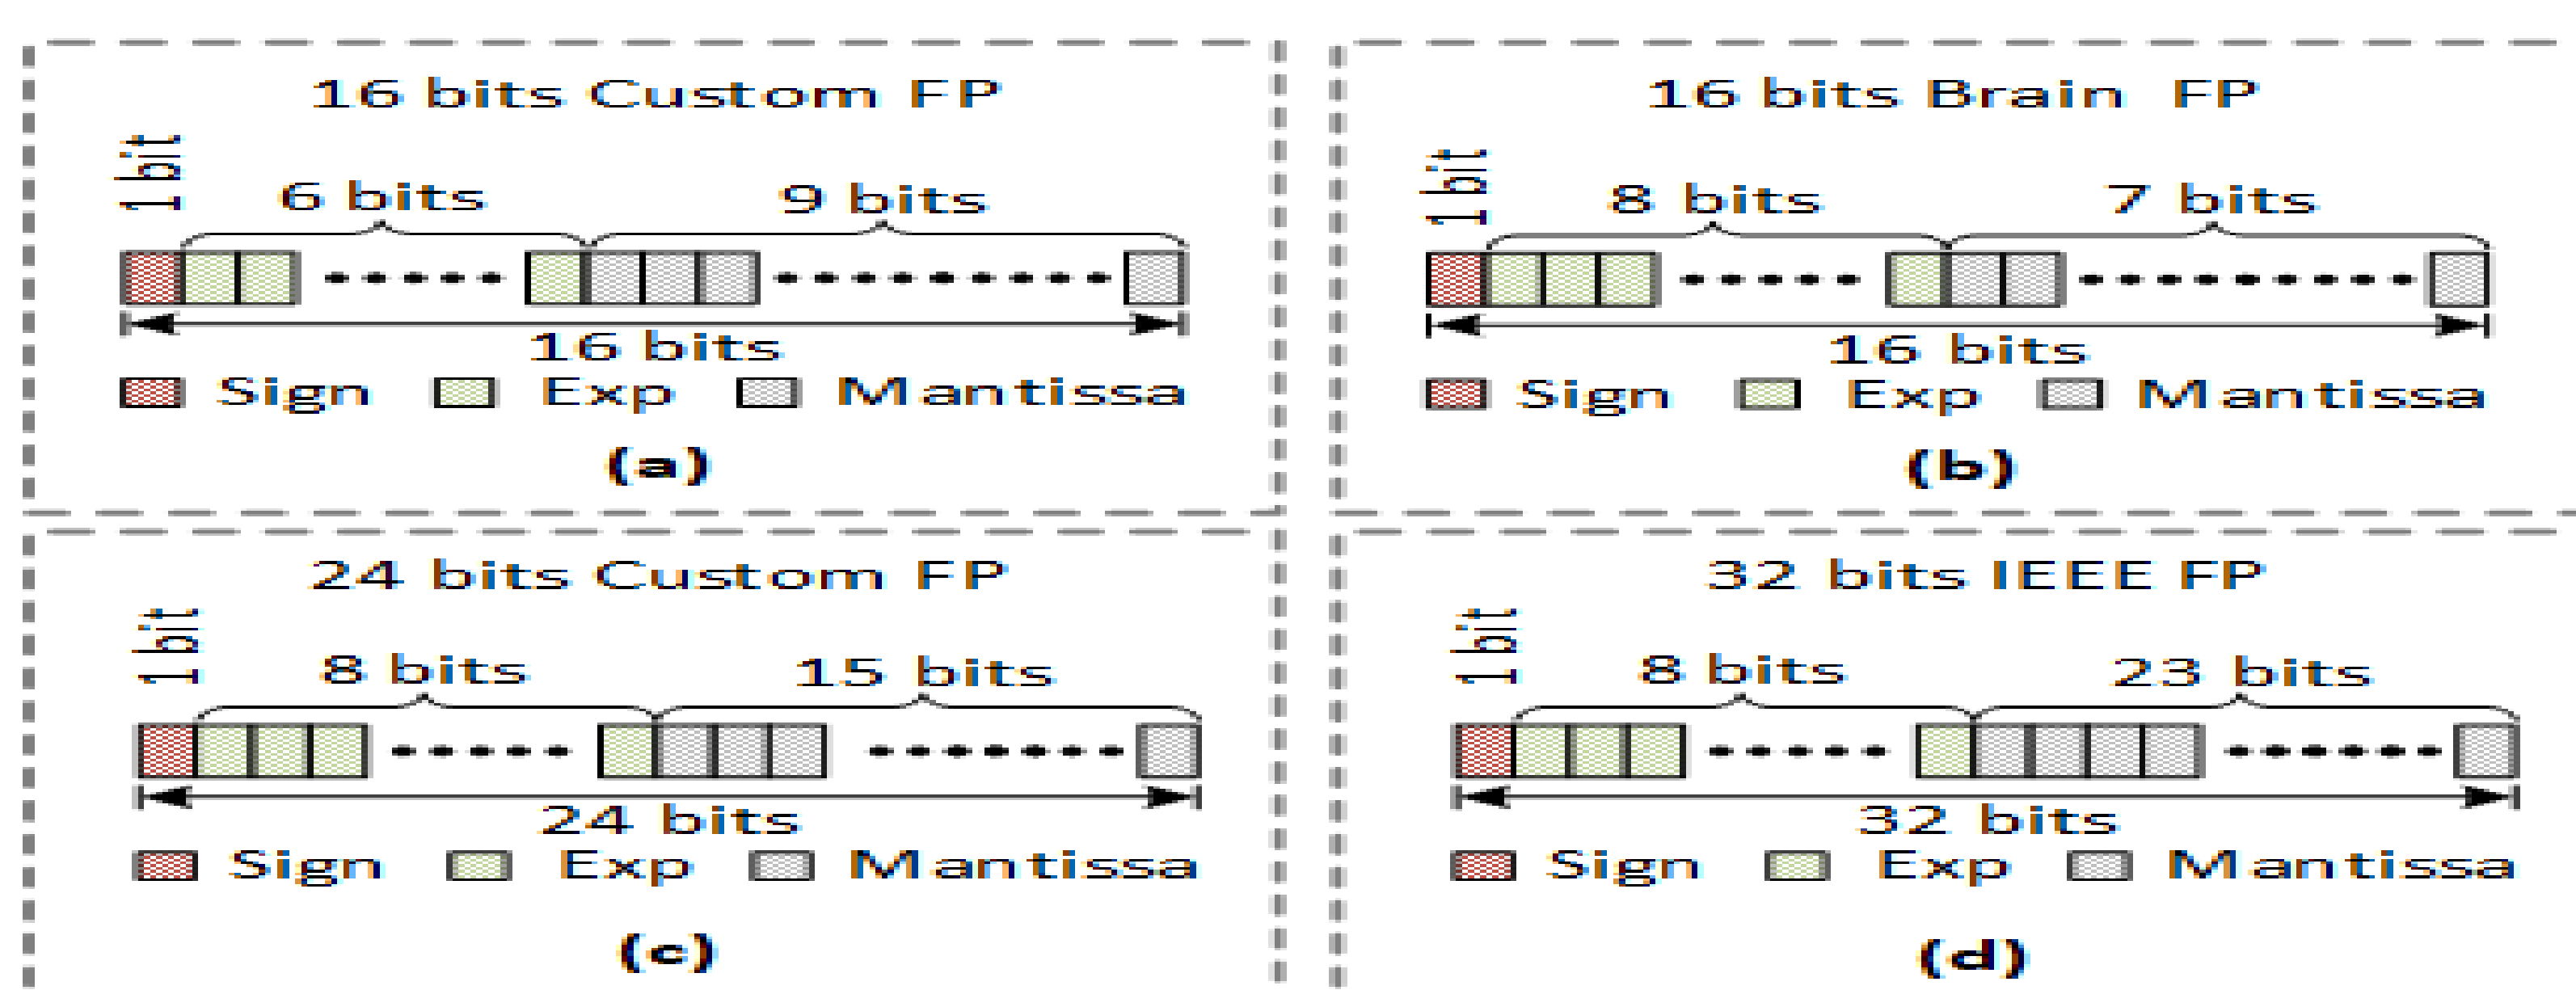 16 bits Custom FP
1 bit
6 bits
9 bits
16 bits
Sign Exp Mantissa
(a)
16 bits Brain FP
1 bit
8 bits
7 bits
16 bits
Sign Exp Mantissa
(b)
24 bits Custom FP
1 bit
8 bits
15 bits
24 bits
Sign Exp Mantissa
(c)
32 bits IEEE FP
1 bit
8 bits
23 bits
32 bits
Sign Exp Mantissa
(d)